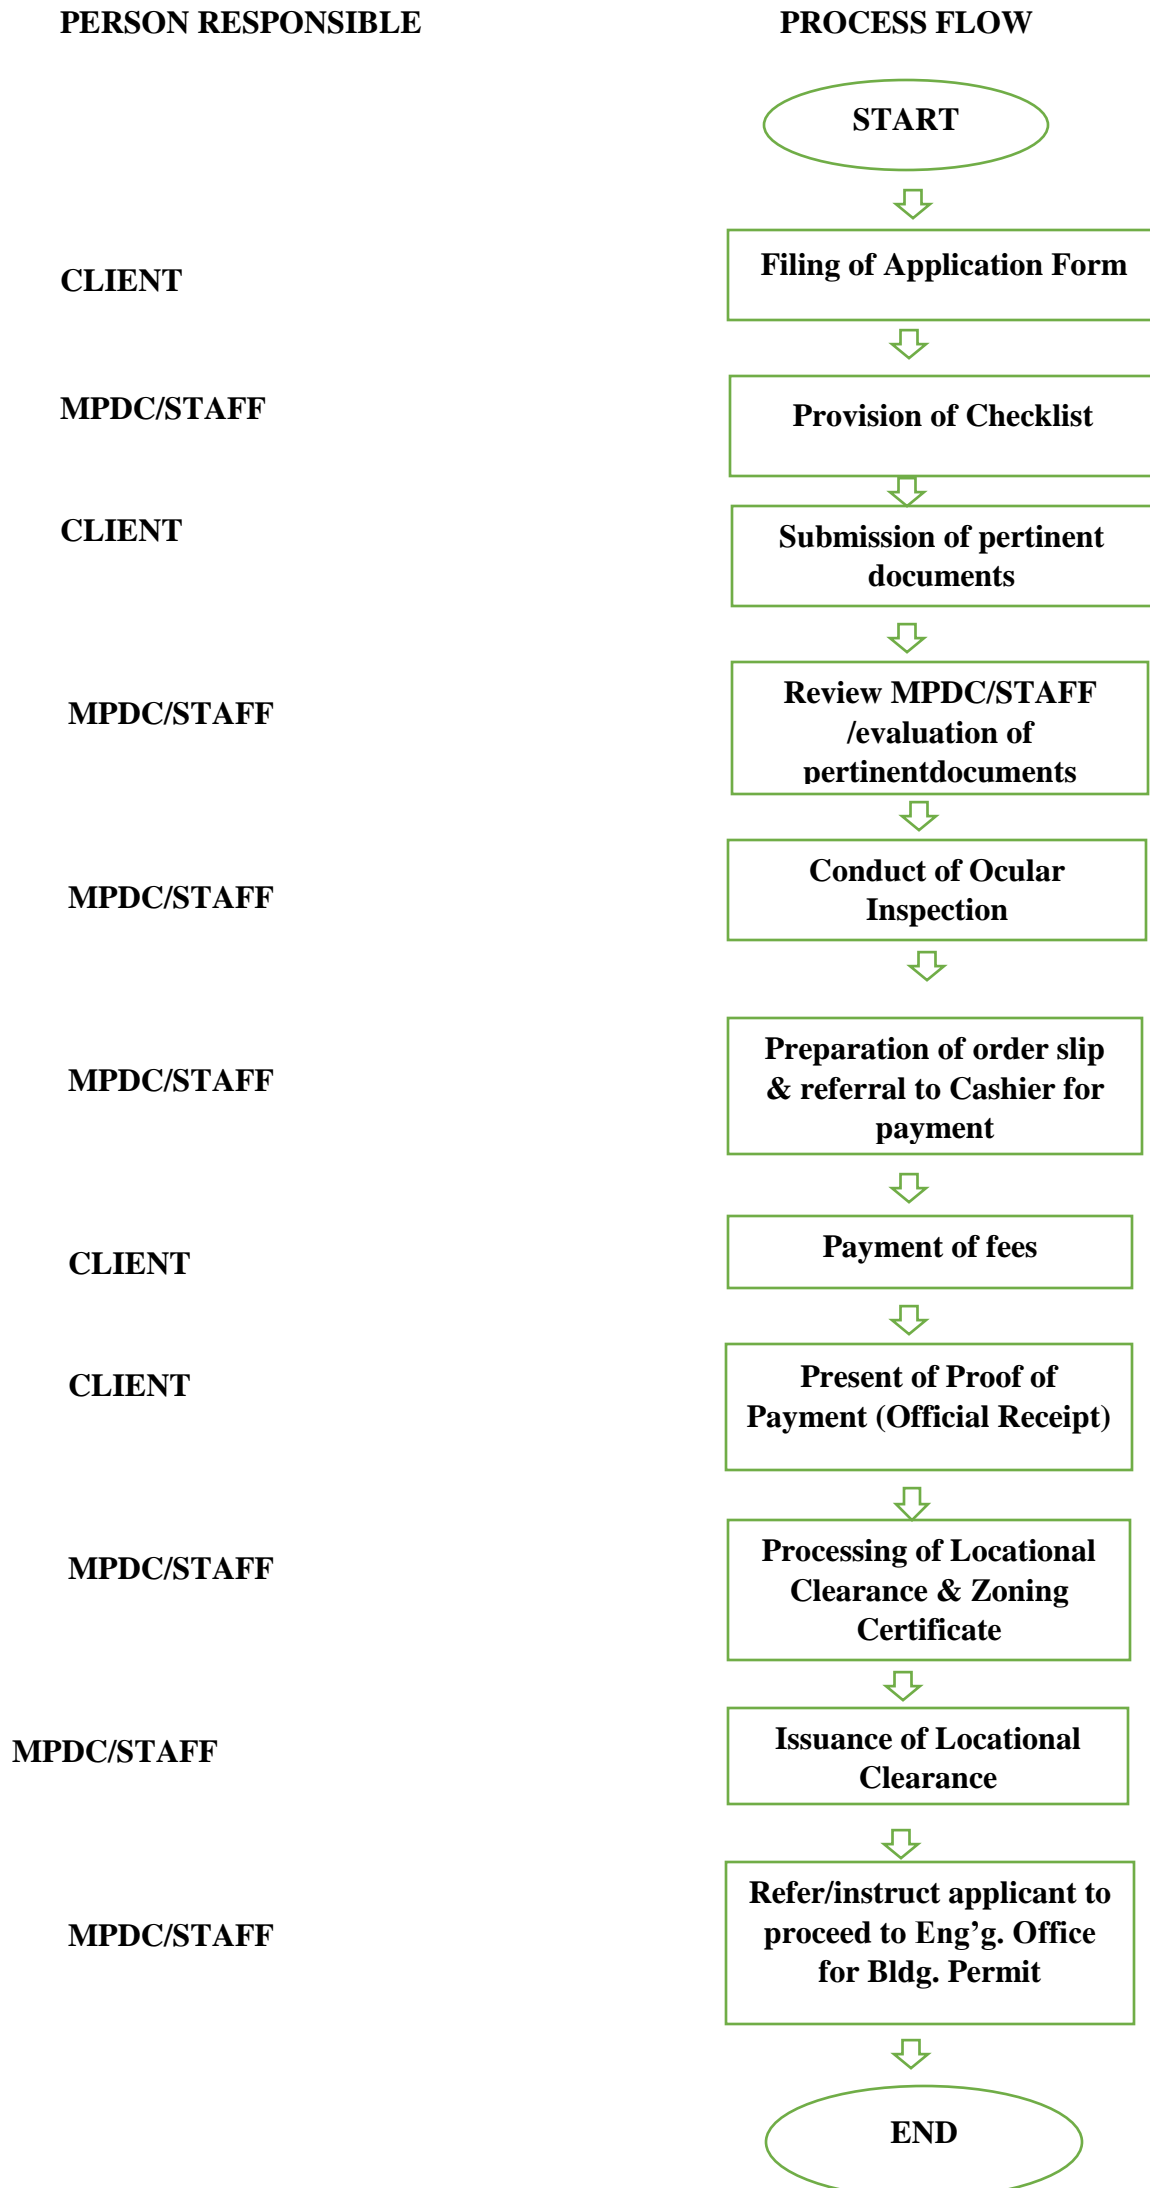 PERSON RESPONSIBLE PROCESS FLOW
START
CLIENT
Filing of Application Form
MPDC/STAFF
Provision of Checklist
CLIENT
Submission of pertinent
documents
MPDC/STAFF
Review MPDC/STAFF
/evaluation of
pertinentdocuments
MPDC/STAFF
Conduct of Ocular
Inspection
MPDC/STAFF
Preparation of order slip
& referral to Cashier for
payment
CLIENT
Payment of fees
CLIENT
Present of Proof of
Payment (Official Receipt)
MPDC/STAFF
Processing of Locational
Clearance & Zoning
Certificate
MPDC/STAFF
Issuance of Locational
Clearance
MPDC/STAFF
Refer/instruct applicant to
proceed to Eng’g. Office
for Bldg. Permit
END